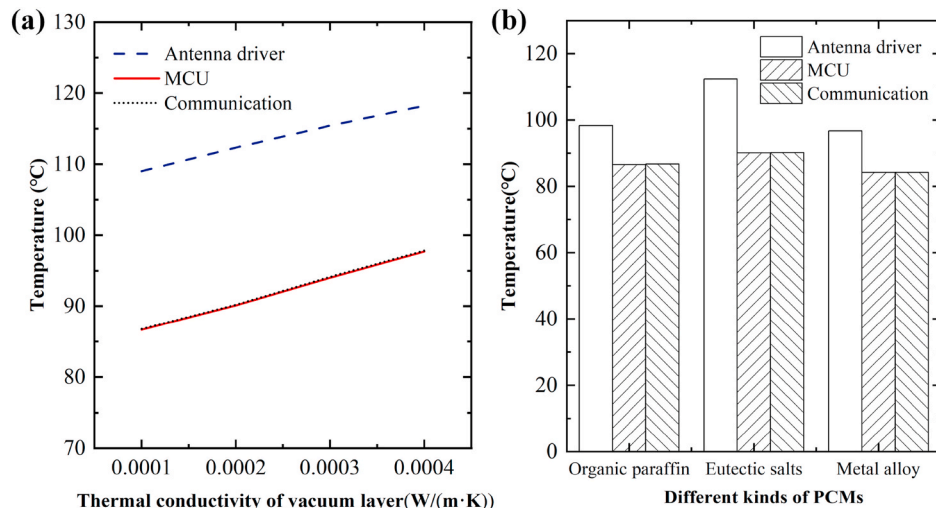 (a)
130
120
110
100
90
80
70
Temperature (℃)
Antenna driver
MCU
Communication
0.0001 0.0002 0.0003 0.0004
Thermal conductivity of vacuum layer(W/(m·K))
(b)
120
100
80
60
40
20
0
Temperature(℃)
Antenna driver
MCU
Communication
Organic paraffin Eutectic salts Metal alloy
Different kinds of PCMs